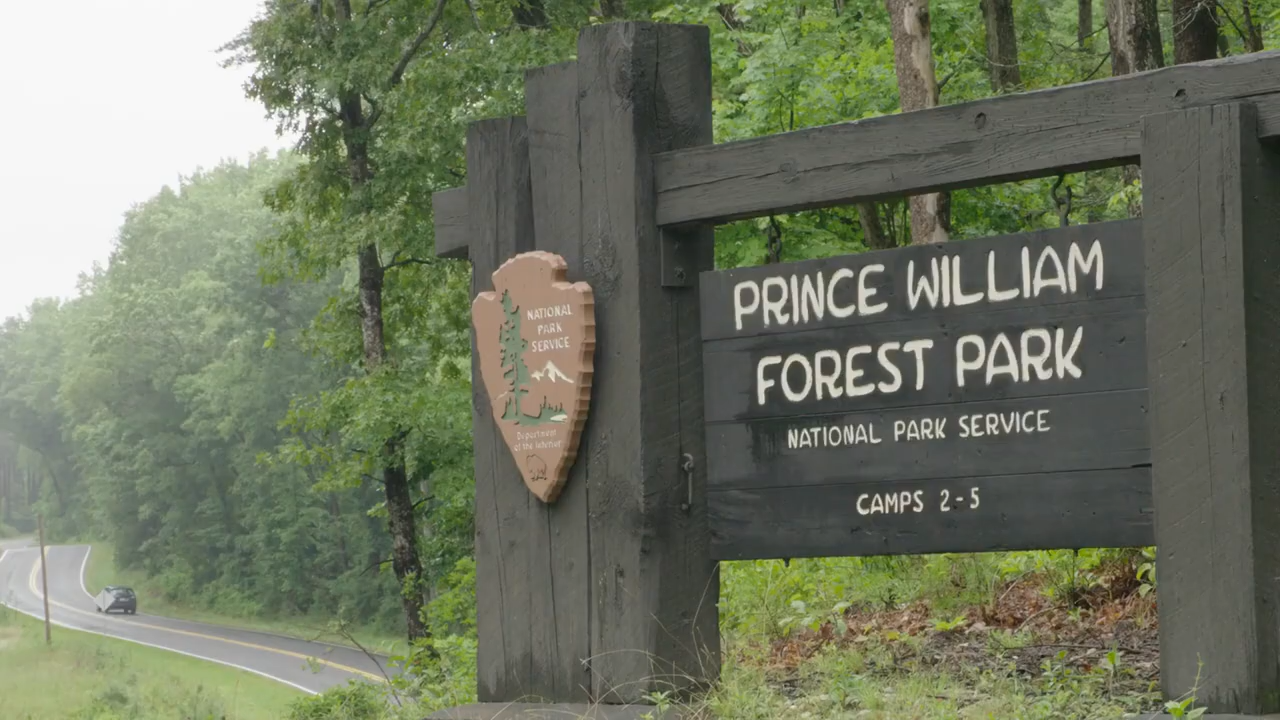 NATIONAL
PARK
SERVICE
Department
of the Interior
PRINCE WILLIAM
FOREST PARK
NATIONAL PARK SERVICE
CAMPS 2-5